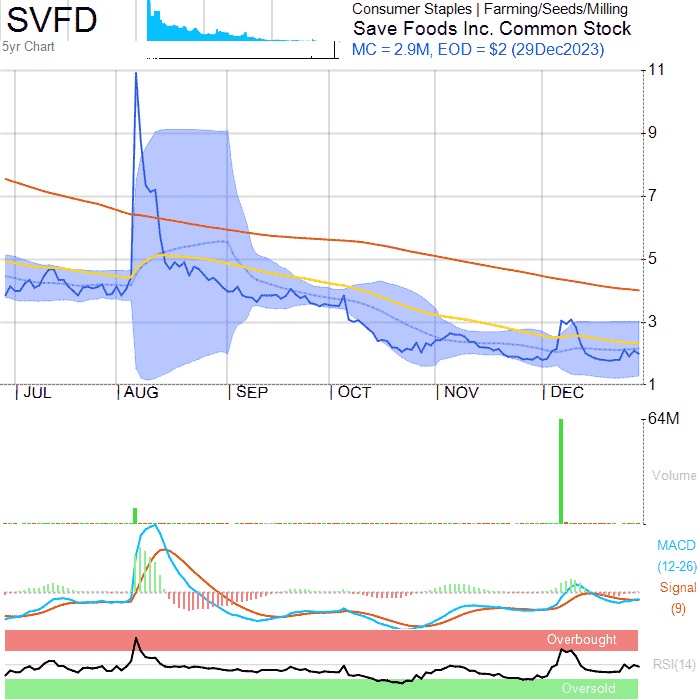 SVFD
5yr Chart
Consumer Staples | Farming/Seeds/Milling
Save Foods Inc. Common Stock
MC = 2.9M, EOD = $2 (29Dec2023)
11
9
7
5
3
1
JUL AUG SEP OCT NOV DEC
64M
Volume
MACD
(12-26)
Signal
(9)
Overbought
RSI(14)
Oversold